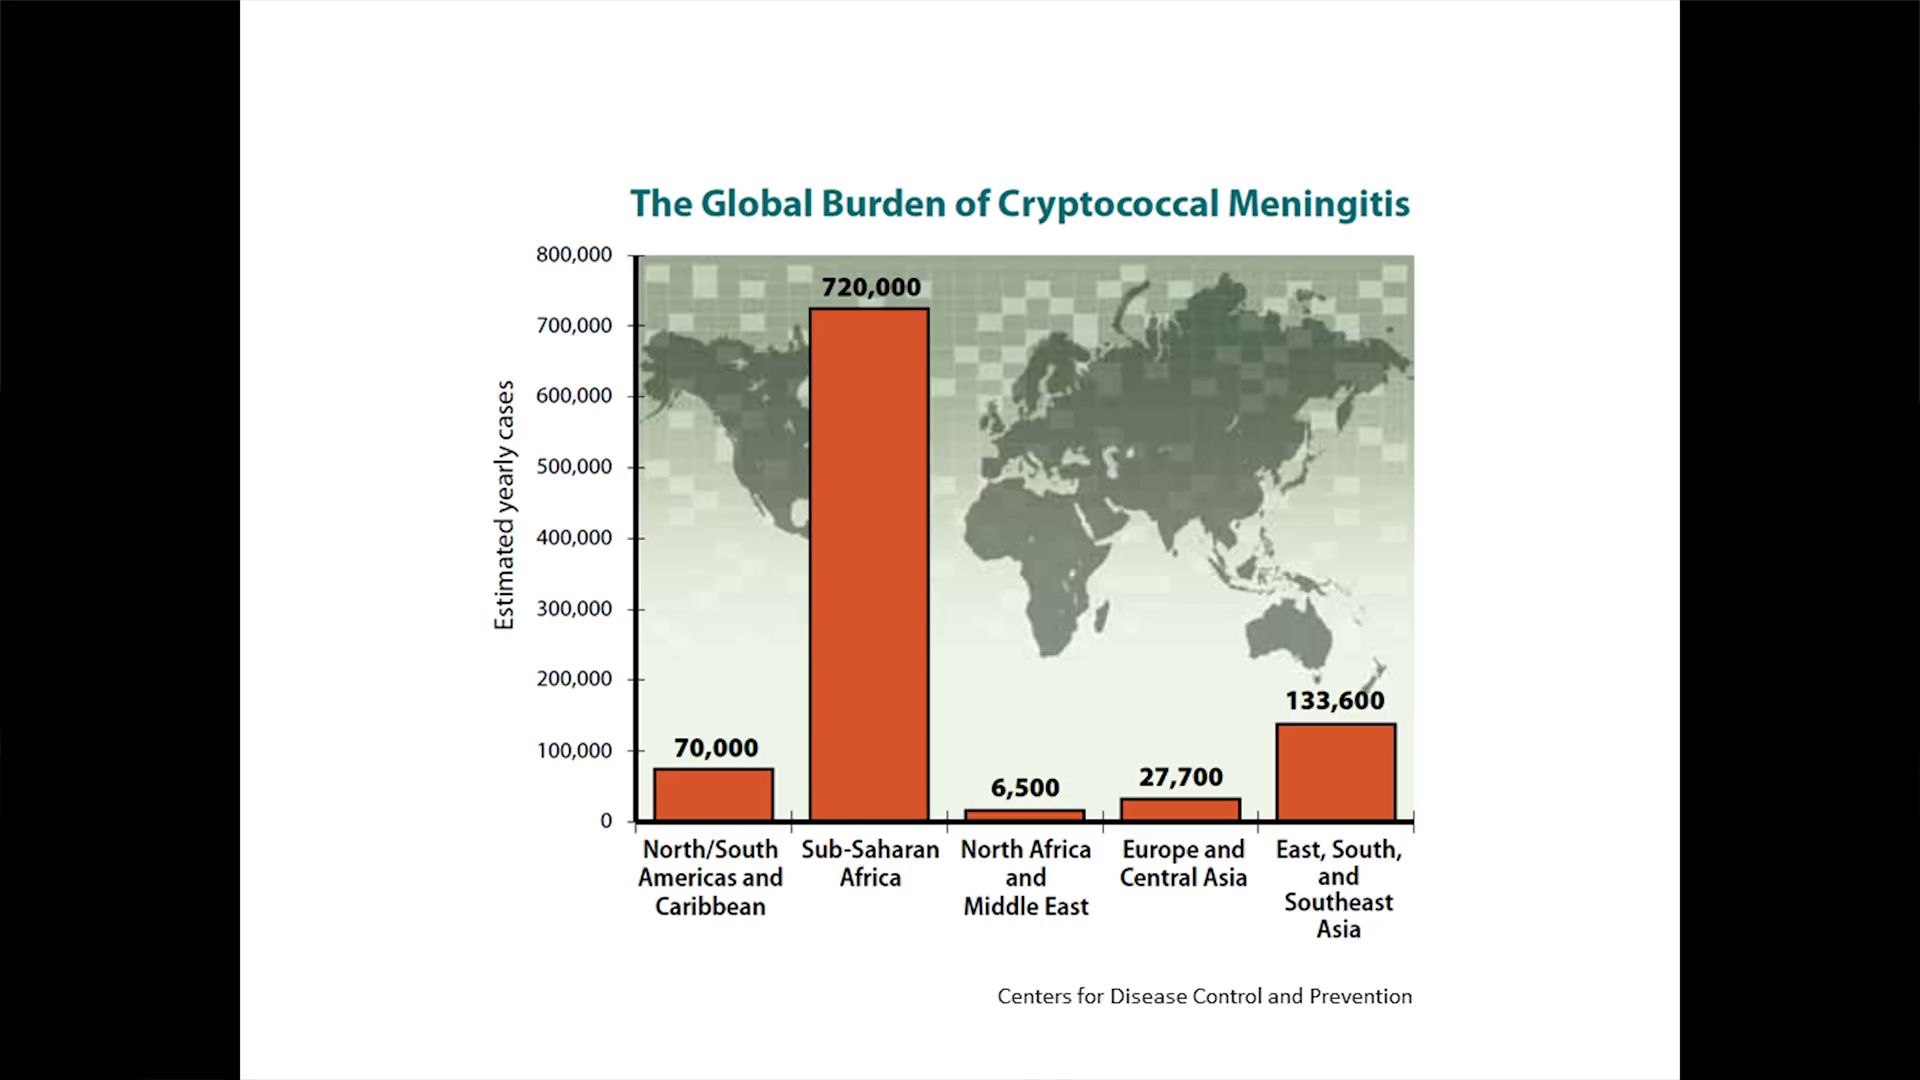 The Global Burden of Cryptococcal Meningitis
Estimated yearly cases
800,000
700,000
600,000
500,000
400,000
300,000
200,000
100,000
0
70,000
720,000
6,500
27,700
133,600
North/South
Americas and
Caribbean
Sub-Saharan
Africa
North Africa
and
Middle East
Europe and
Central Asia
East, South,
and
Southeast
Asia
Centers for Disease Control and Prevention